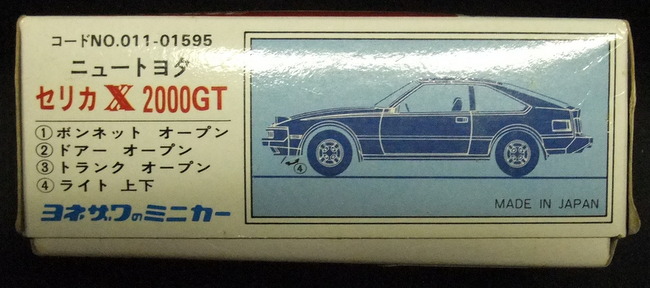 コードNO.011-01595
ニュートヨタ
セリカXX 2000GT
① ボンネット オープン
② ドアー オープン
③ トランク オープン
④ ライト 上下
ヨネザワのミニカー
④
MADE IN JAPAN